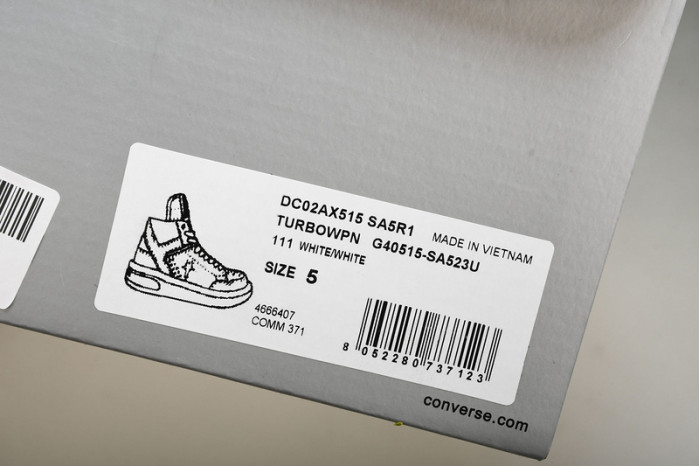 DC02AX515 SA5R1
TURBOWPN G40515-SA523U
MADE IN VIETNAM
111 WHITE/WHITE
SIZE 5
4666407
COMM 371
8 052280 737123
converse.com